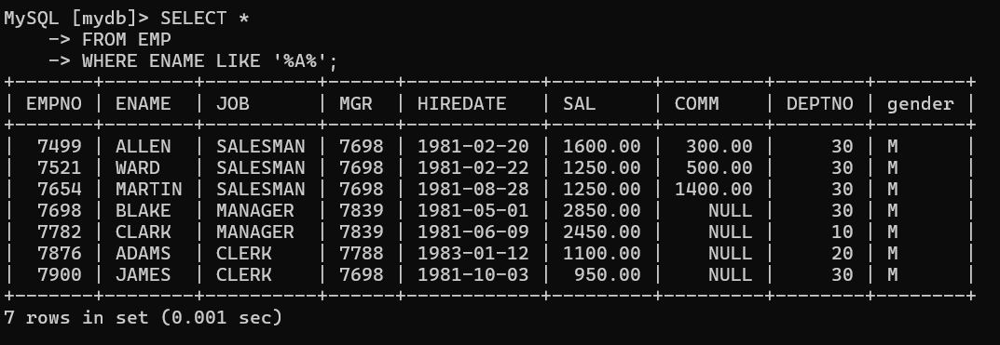 MySQL [mydb]> SELECT *
    -> FROM EMP
    -> WHERE ENAME LIKE '%A%';
+-------+--------+----------+------+------------+---------+---------+--------+--------+
| EMPNO | ENAME  | JOB      | MGR  | HIREDATE   | SAL     | COMM    | DEPTNO | gender |
+-------+--------+----------+------+------------+---------+---------+--------+--------+
|  7499 | ALLEN  | SALESMAN | 7698 | 1981-02-20 | 1600.00 |  300.00 |     30 | M      |
|  7521 | WARD   | SALESMAN | 7698 | 1981-02-22 | 1250.00 |  500.00 |     30 | M      |
|  7654 | MARTIN | SALESMAN | 7698 | 1981-08-28 | 1250.00 | 1400.00 |     30 | M      |
|  7698 | BLAKE  | MANAGER  | 7839 | 1981-05-01 | 2850.00 |    NULL |     30 | M      |
|  7782 | CLARK  | MANAGER  | 7839 | 1981-06-09 | 2450.00 |    NULL |     10 | M      |
|  7876 | ADAMS  | CLERK    | 7788 | 1983-01-12 | 1100.00 |    NULL |     20 | M      |
|  7900 | JAMES  | CLERK    | 7698 | 1981-10-03 |  950.00 |    NULL |     30 | M      |
+-------+--------+----------+------+------------+---------+---------+--------+--------+
7 rows in set (0.001 sec)